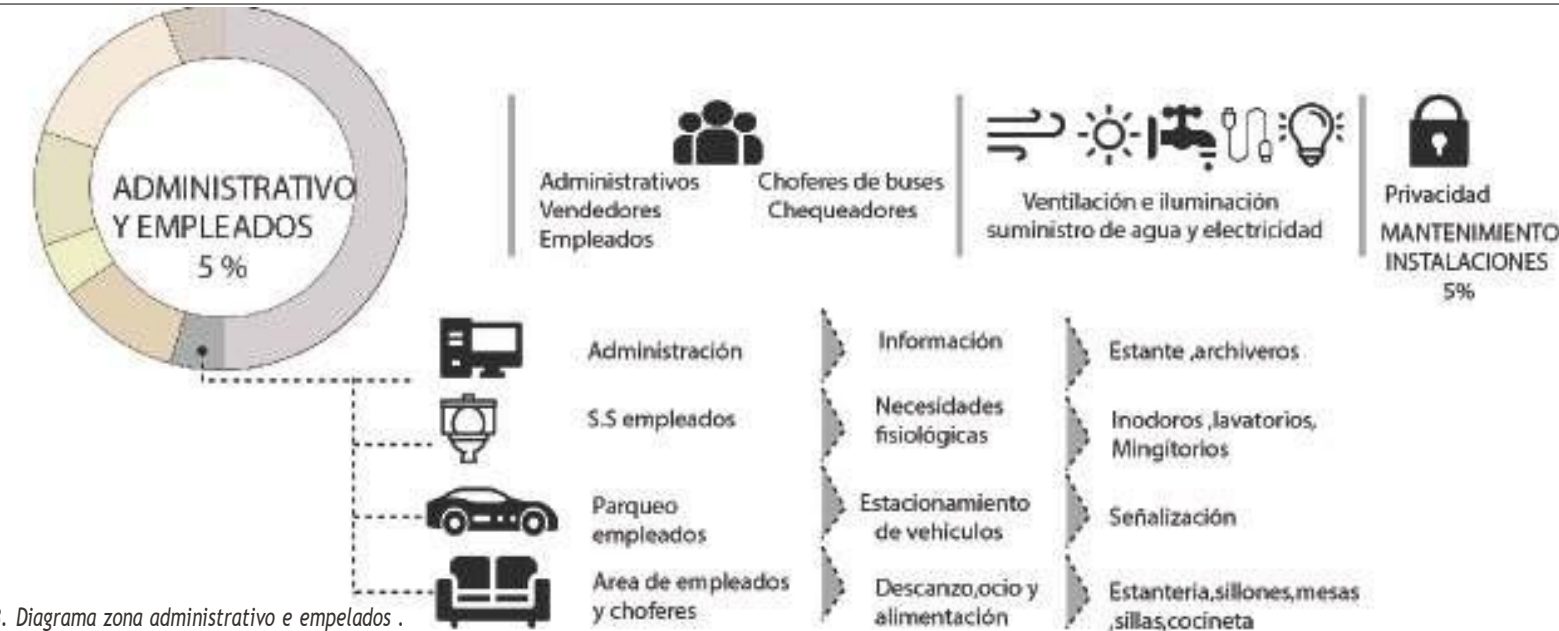 ADMINISTRATIVO
Y EMPLEADOS
5 %
Administrativos
Vendedores
Empleados
Choferes de buses
Chequeadores
Ventilación e iluminación
suministro de agua y electricidad
Privacidad
MANTENIMIENTO
INSTALACIONES
5%
Administración
Información
Estante ,archiveros
S.S empleados
Necesidades
fisiológicas
Inodoros ,lavatorios,
Mingitorios
Parqueo
empleados
Estacionamiento
de vehiculos
Señalización
Area de empleados
y choferes
Descanzo,ocio y
alimentación
Estanteria,sillones,mesas
,sillas,cocineta
. Diagrama zona administrativo e empelados .